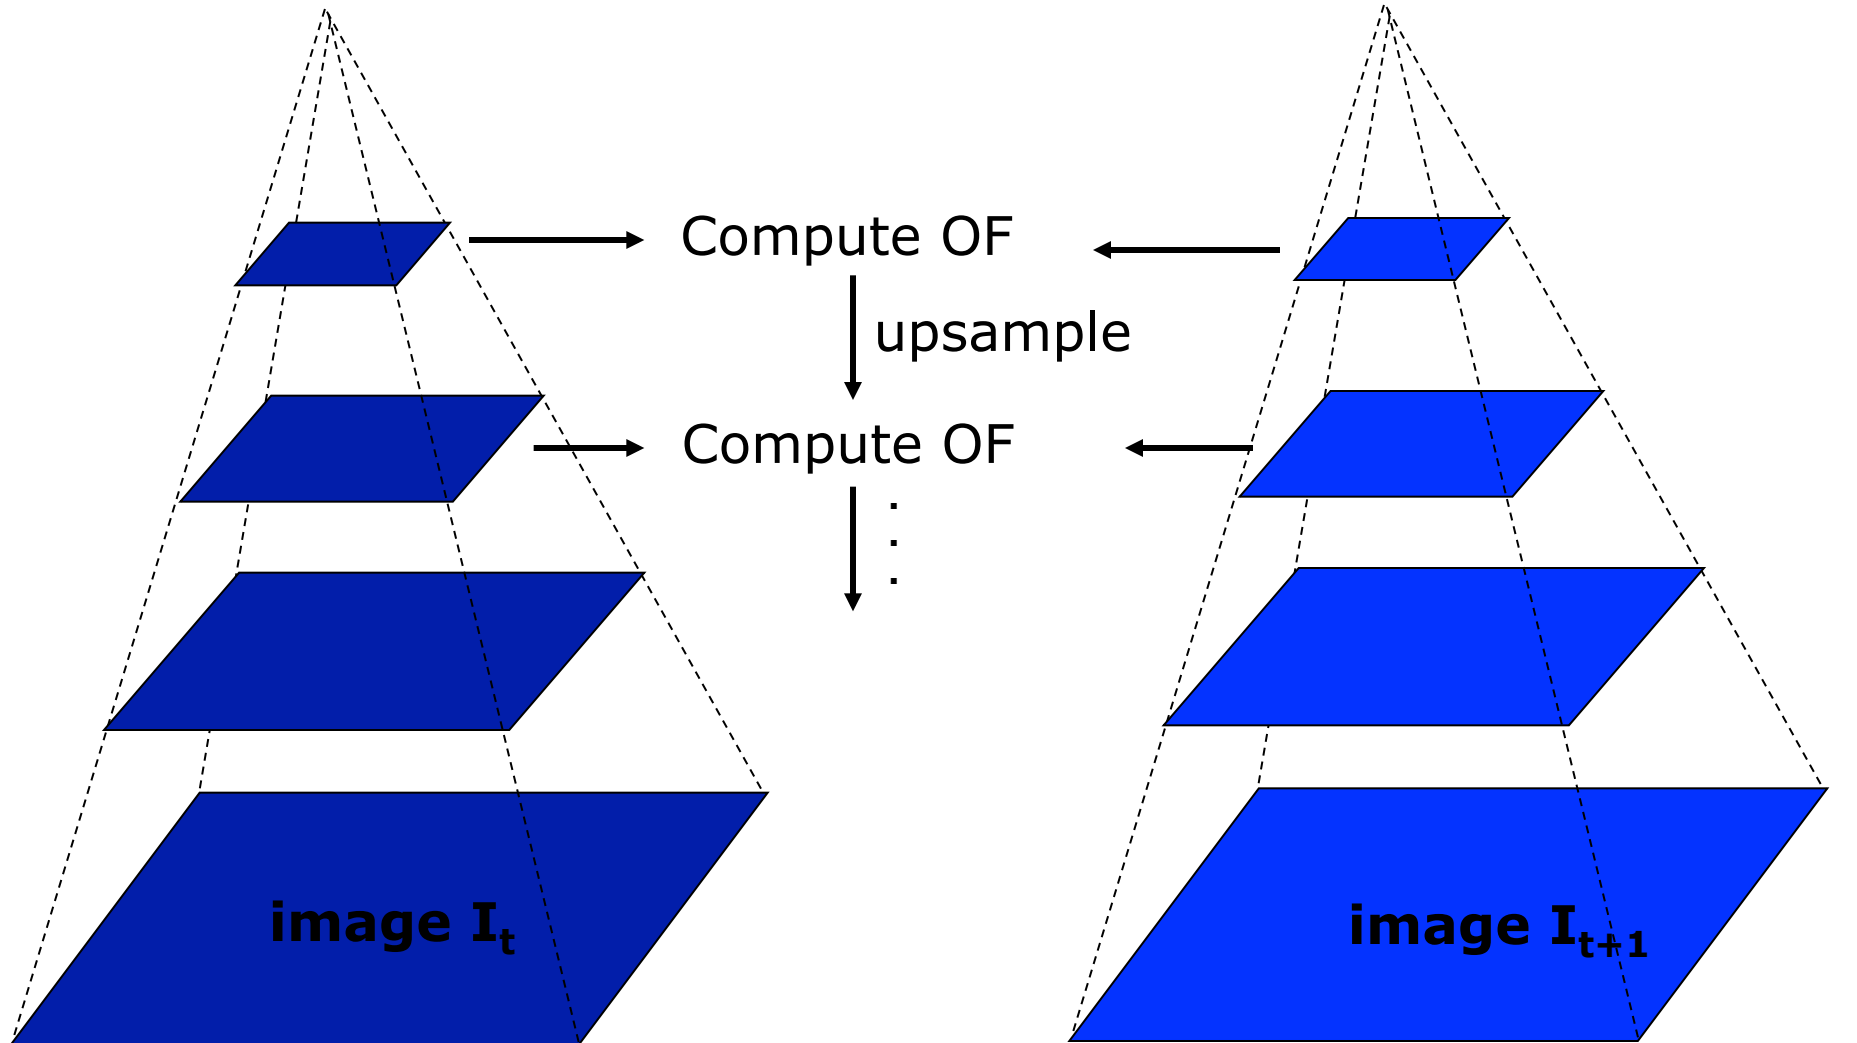 Compute OF
upsample
Compute OF
.
.
.
image It
image It+1